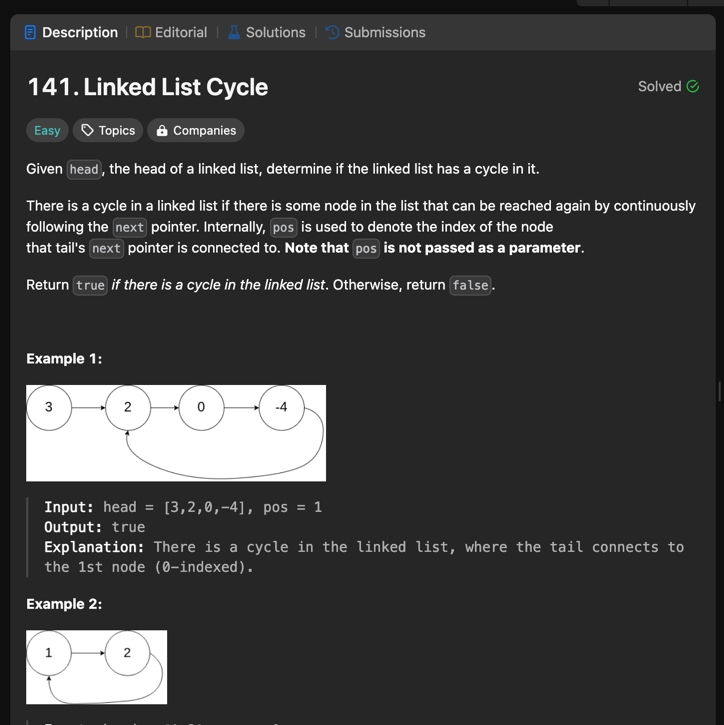 Description | Editorial | Solutions | Submissions
141. Linked List Cycle
Solved
Easy Topics Companies
Given head, the head of a linked list, determine if the linked list has a cycle in it.
There is a cycle in a linked list if there is some node in the list that can be reached again by continuously
following the next pointer. Internally, pos is used to denote the index of the node
that tail's next pointer is connected to. Note that pos is not passed as a parameter.
Return true if there is a cycle in the linked list. Otherwise, return false.
Example 1:
3 2 0 -4
Input: head = [3,2,0,-4], pos = 1
Output: true
Explanation: There is a cycle in the linked list, where the tail connects to
the 1st node (0-indexed).
Example 2:
1 2